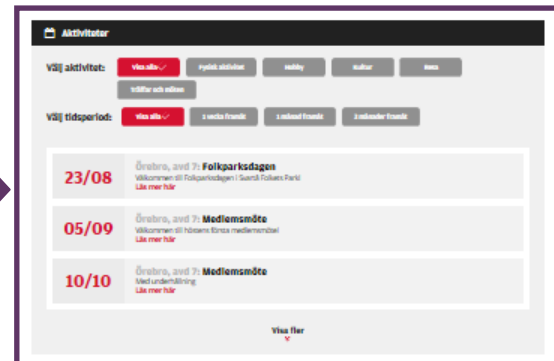 Aktiviteter
Välj aktivitet: Visa alla Fysisk aktivitet Hobby Kultur Resa
Träffar och möten
Välj tidsperiod: Visa alla 1 vecka framåt 1 månad framåt 3 månader framåt
23/08
Örebro, avd 7: Folkparksdagen
Välkommen till Folkparksdagen i Svartå Folkets Park!
Läs mer här
05/09
Örebro, avd 7: Medlemsmöte
Välkommen till höstens första medlemsmöte!
Läs mer här
10/10
Örebro, avd 7: Medlemsmöte
Med underhållning
Läs mer här
Visa fler